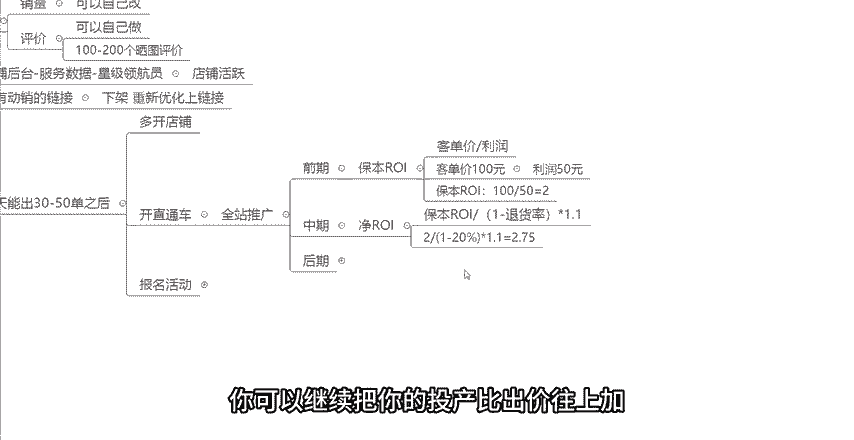 销量 可以自己改
评价 可以自己做
100-200个晒图评价
铺后台-服务数据-量级领航员 店铺活跃
有动销的链接 下架 重新优化上链接
天能出30-50单之后
多开店铺
开直通车 全站推广
前期 保本ROI
客单价/利润
客单价100元 利润50元
保本ROI：100/50=2
中期 净ROI
保本ROI/（1-退货率）*1.1
2/(1-20%)*1.1=2.75
后期
报名活动
你可以继续把你的投产比出价往上加